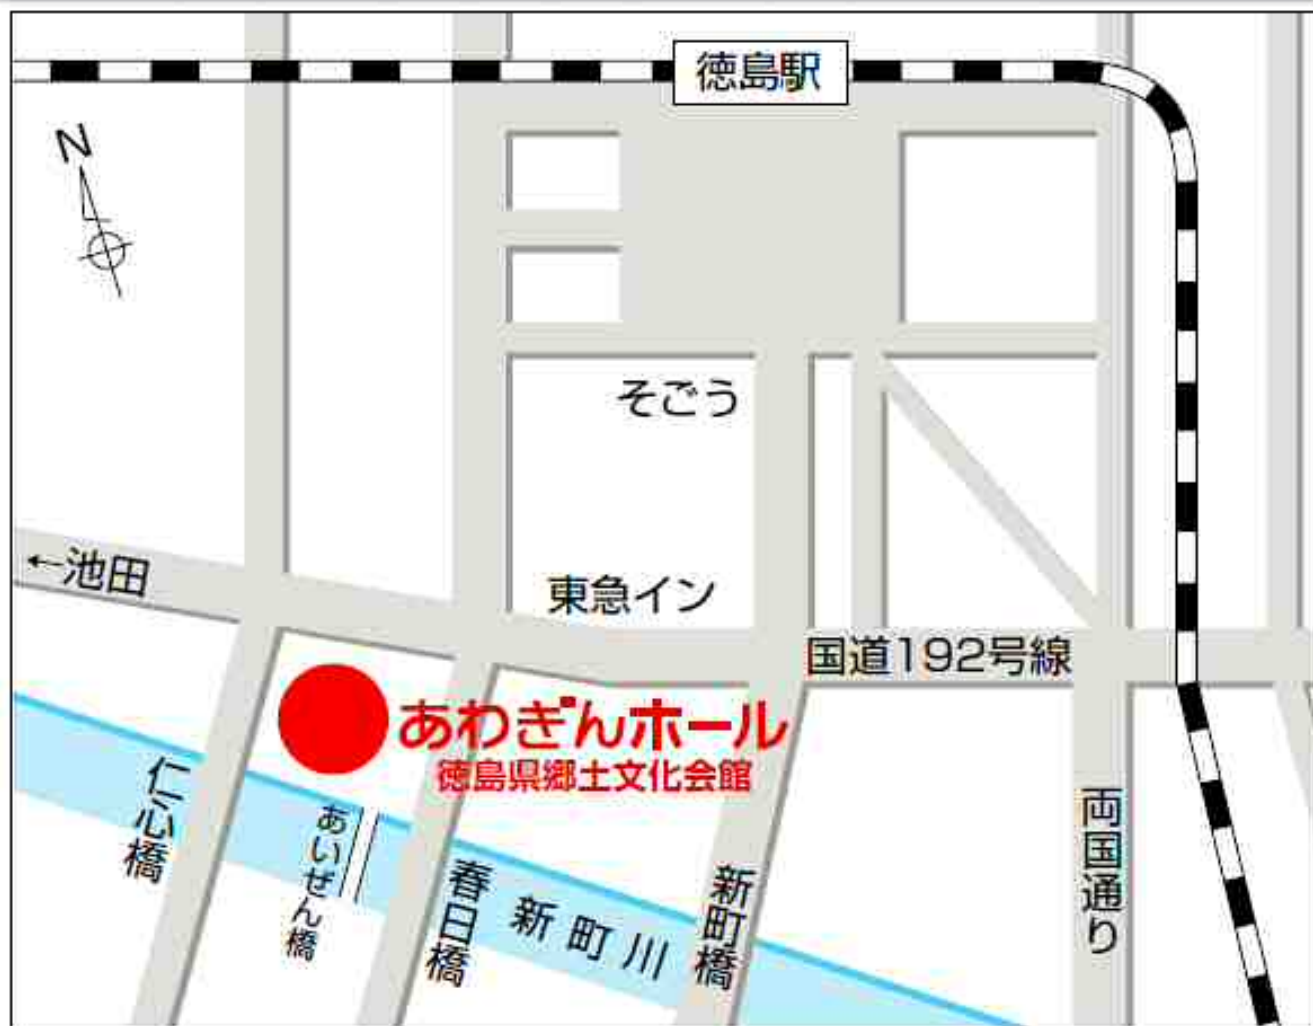 徳島駅
N
そごう
←池田
東急イン
国道192号線
あわぎんホール
徳島県郷土文化会館
仁心橋
あいぜん橋
春日橋
新町川
新町橋
両国通り